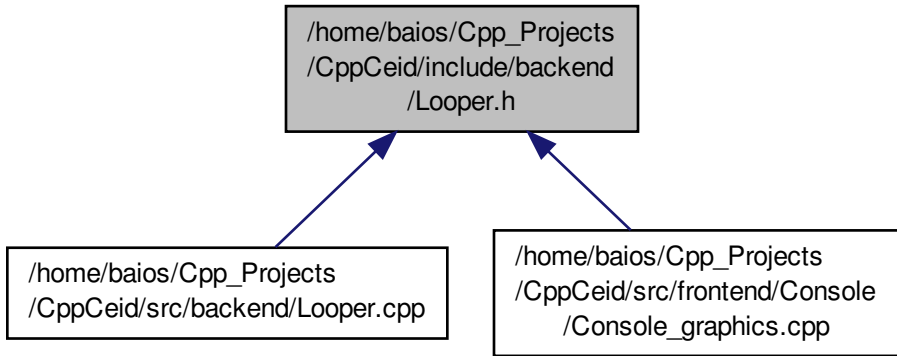 /home/baios/Cpp_Projects
/CppCeid/include/backend
/Looper.h
/home/baios/Cpp_Projects
/CppCeid/src/backend/Looper.cpp
/home/baios/Cpp_Projects
/CppCeid/src/frontend/Console
/Console_graphics.cpp